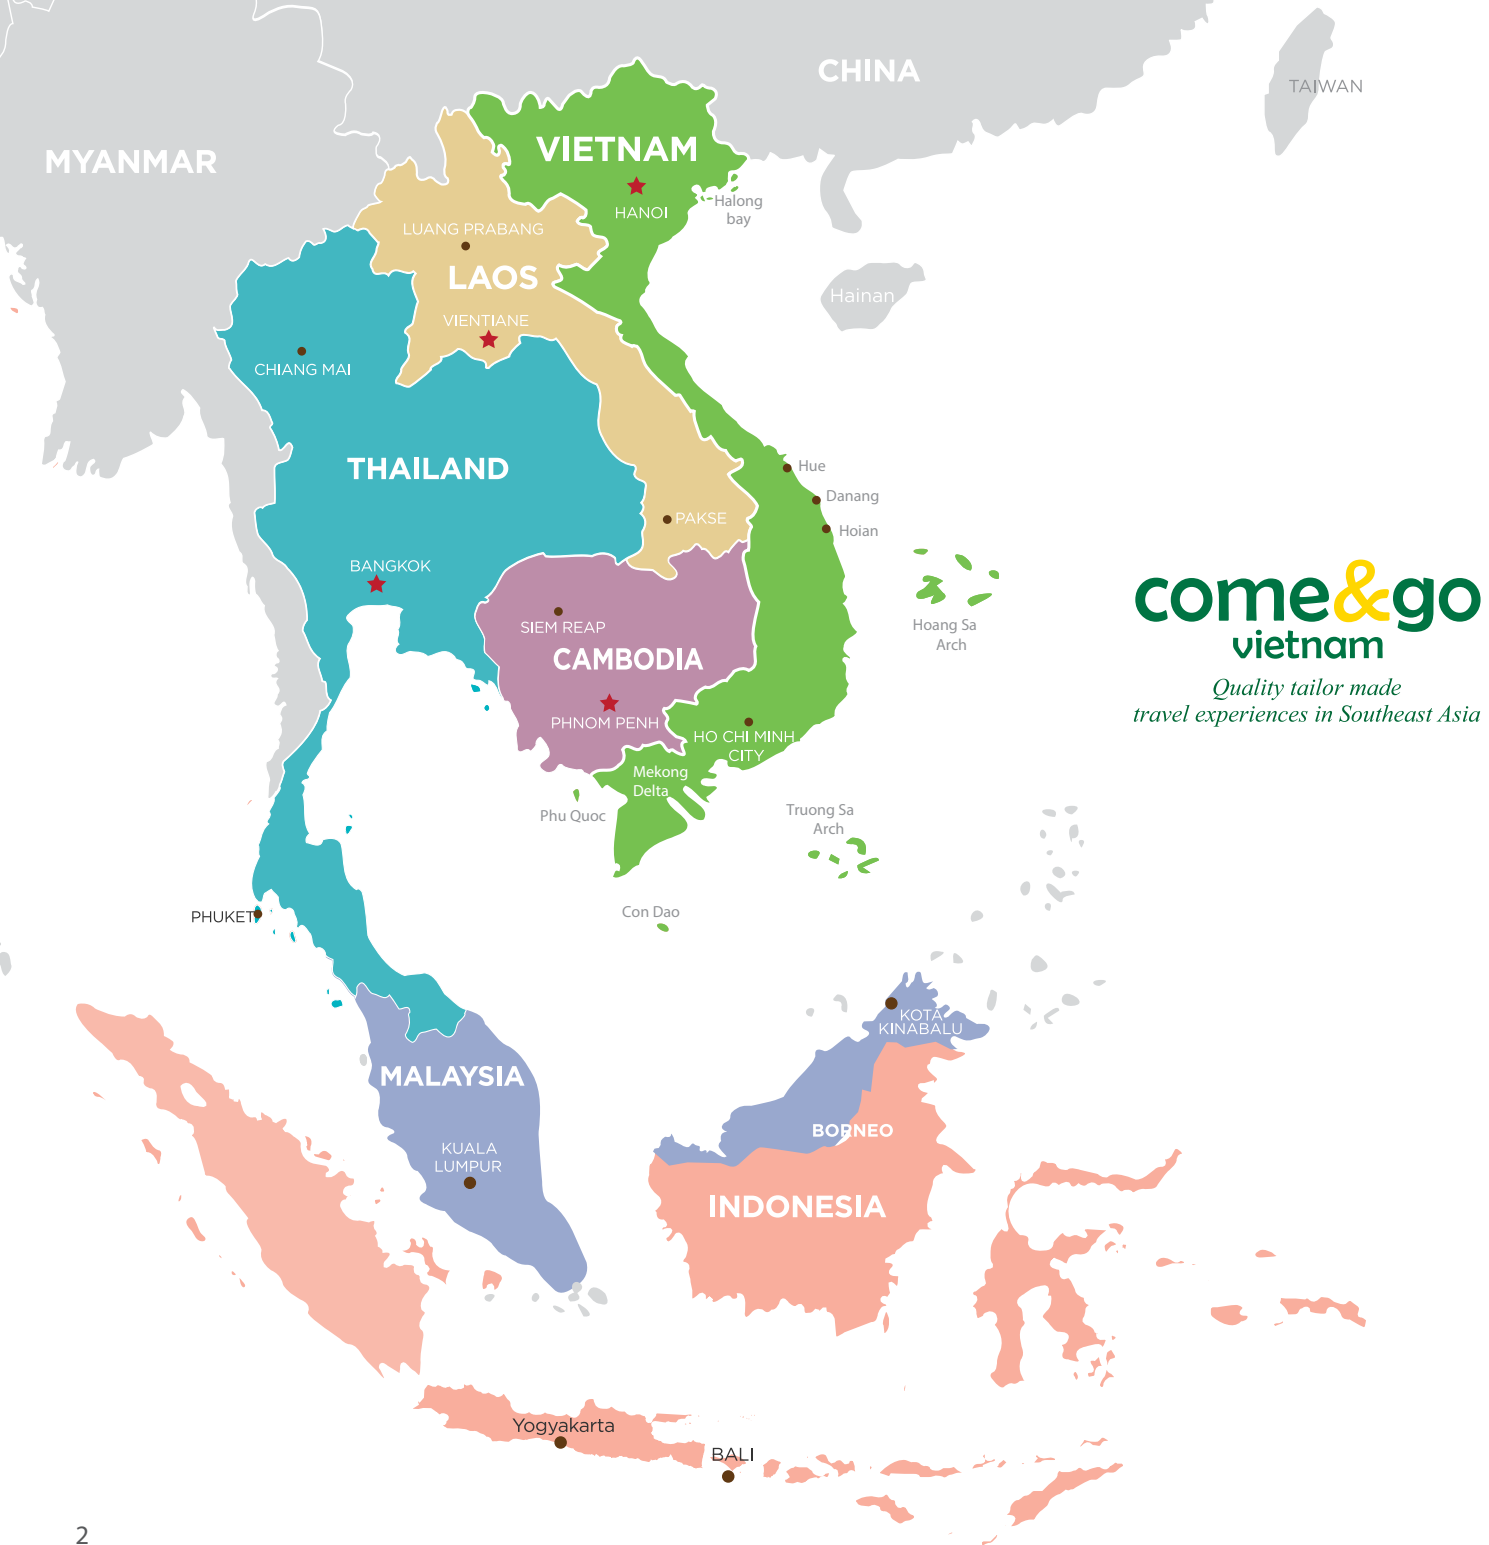 CHINA
TAIWAN
MYANMAR
VIETNAM
HANOI
Halong
bay
LUANG PRABANG
LAOS
VIENTIANE
Hainan
CHIANG MAI
THAILAND
Hue
Danang
Hoian
PAKSE
BANGKOK
SIEM REAP
CAMBODIA
PHNOM PENH
HO CHI MINH
CITY
Mekong
Delta
Hoang Sa
Arch
come&go
vietnam
Quality tailor made
travel experiences in Southeast Asia
Phu Quoc
Truong Sa
Arch
Con Dao
PHUKET
KOTA
KINABALU
MALAYSIA
KUALA
LUMPUR
BORNEO
INDONESIA
Yogyakarta
BALI
2